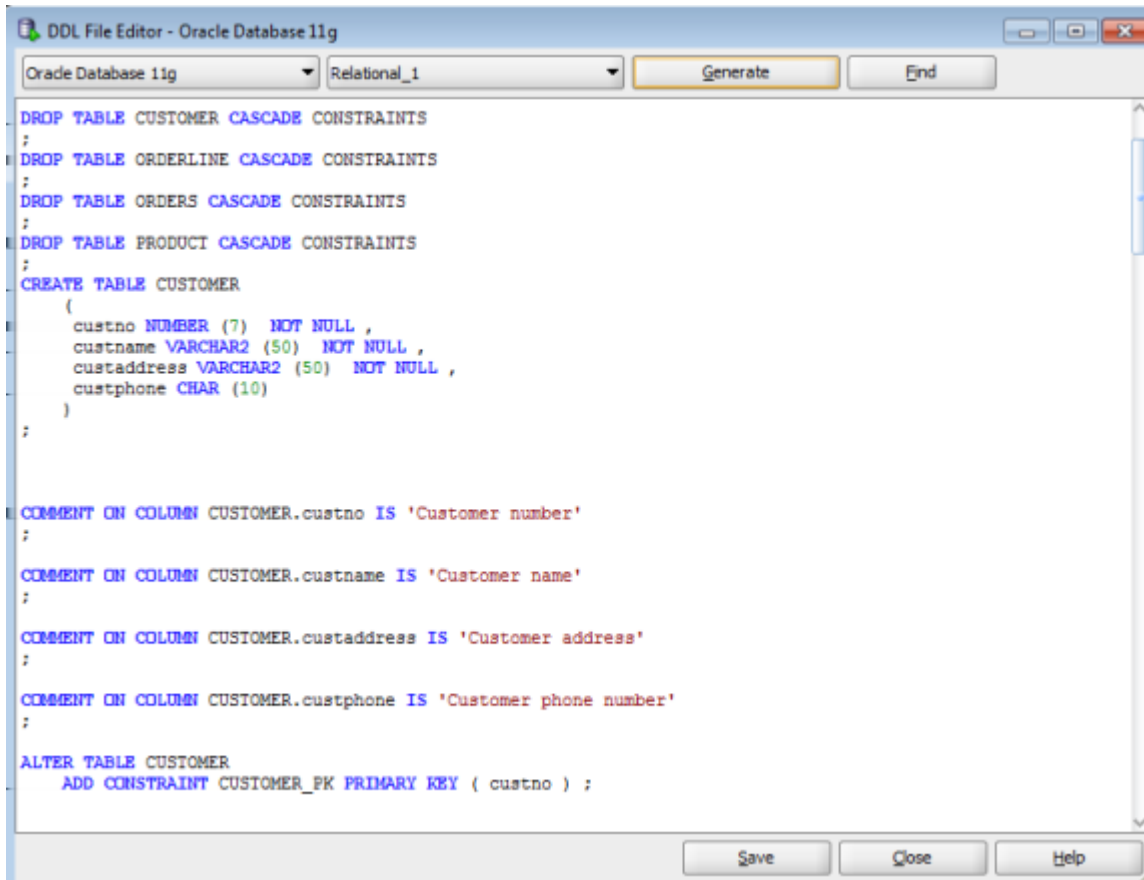 DDL File Editor - Oracle Database 11g
Oracle Database 11g Relational_1 Generate Find
DROP TABLE CUSTOMER CASCADE CONSTRAINTS
;
DROP TABLE ORDERLINE CASCADE CONSTRAINTS
;
DROP TABLE ORDERS CASCADE CONSTRAINTS
;
DROP TABLE PRODUCT CASCADE CONSTRAINTS
;
CREATE TABLE CUSTOMER
(
custno NUMBER (7) NOT NULL ,
custname VARCHAR2 (50) NOT NULL ,
custaddress VARCHAR2 (50) NOT NULL ,
custphone CHAR (10)
)
;
COMMENT ON COLUMN CUSTOMER.custno IS 'Customer number'
;
COMMENT ON COLUMN CUSTOMER.custname IS 'Customer name'
;
COMMENT ON COLUMN CUSTOMER.custaddress IS 'Customer address'
;
COMMENT ON COLUMN CUSTOMER.custphone IS 'Customer phone number'
;
ALTER TABLE CUSTOMER
ADD CONSTRAINT CUSTOMER_PK PRIMARY KEY ( custno ) ;
Save Close Help